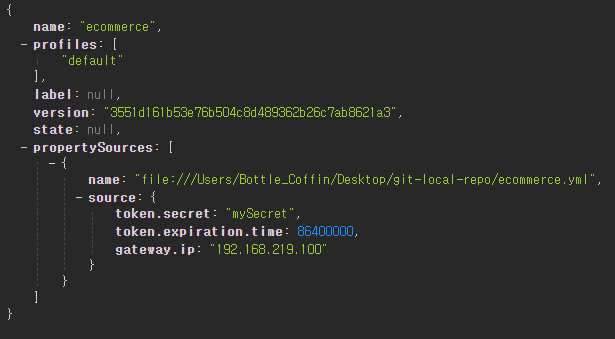 {
name: "ecommerce",
- profiles: [
"default"
],
label: null,
version: "3551d161b53e76b504c8d489362b26c7ab8621a3",
state: null,
- propertySources: [
- {
name: "file:///Users/Bottle_Coffin/Desktop/git-local-repo/ecommerce.yml",
- source: {
token.secret: "mySecret",
token.expiration.time: 86400000,
gateway.ip: "192.168.219.100"
}
}
]
}